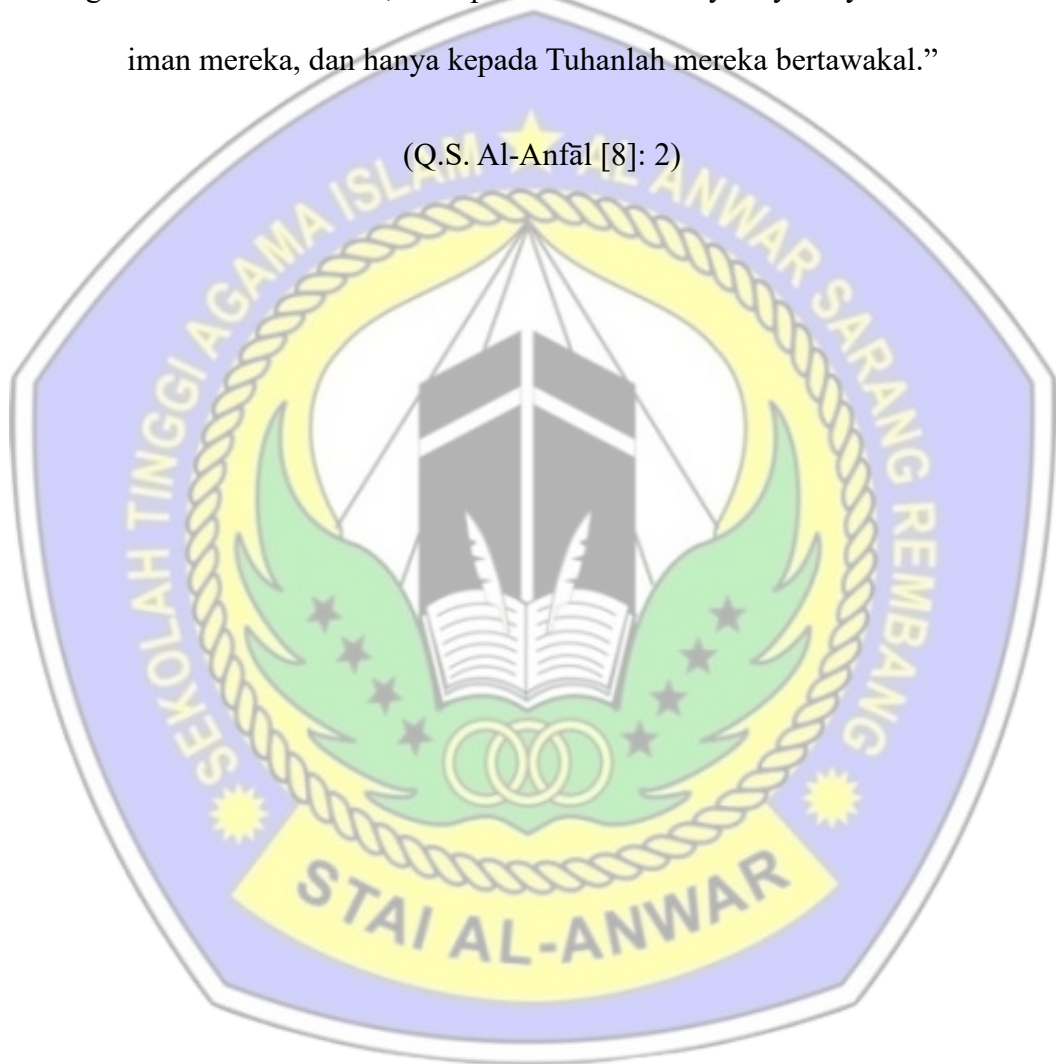 iman mereka, dan hanya kepada Tuhanlah mereka bertawakal.”
(Q.S. Al-Anfāl [8]: 2)
SEKOLAH TINGGI AGAMA ISLAM AL ANWAR SARANG REMBANG
STAI AL-ANWAR